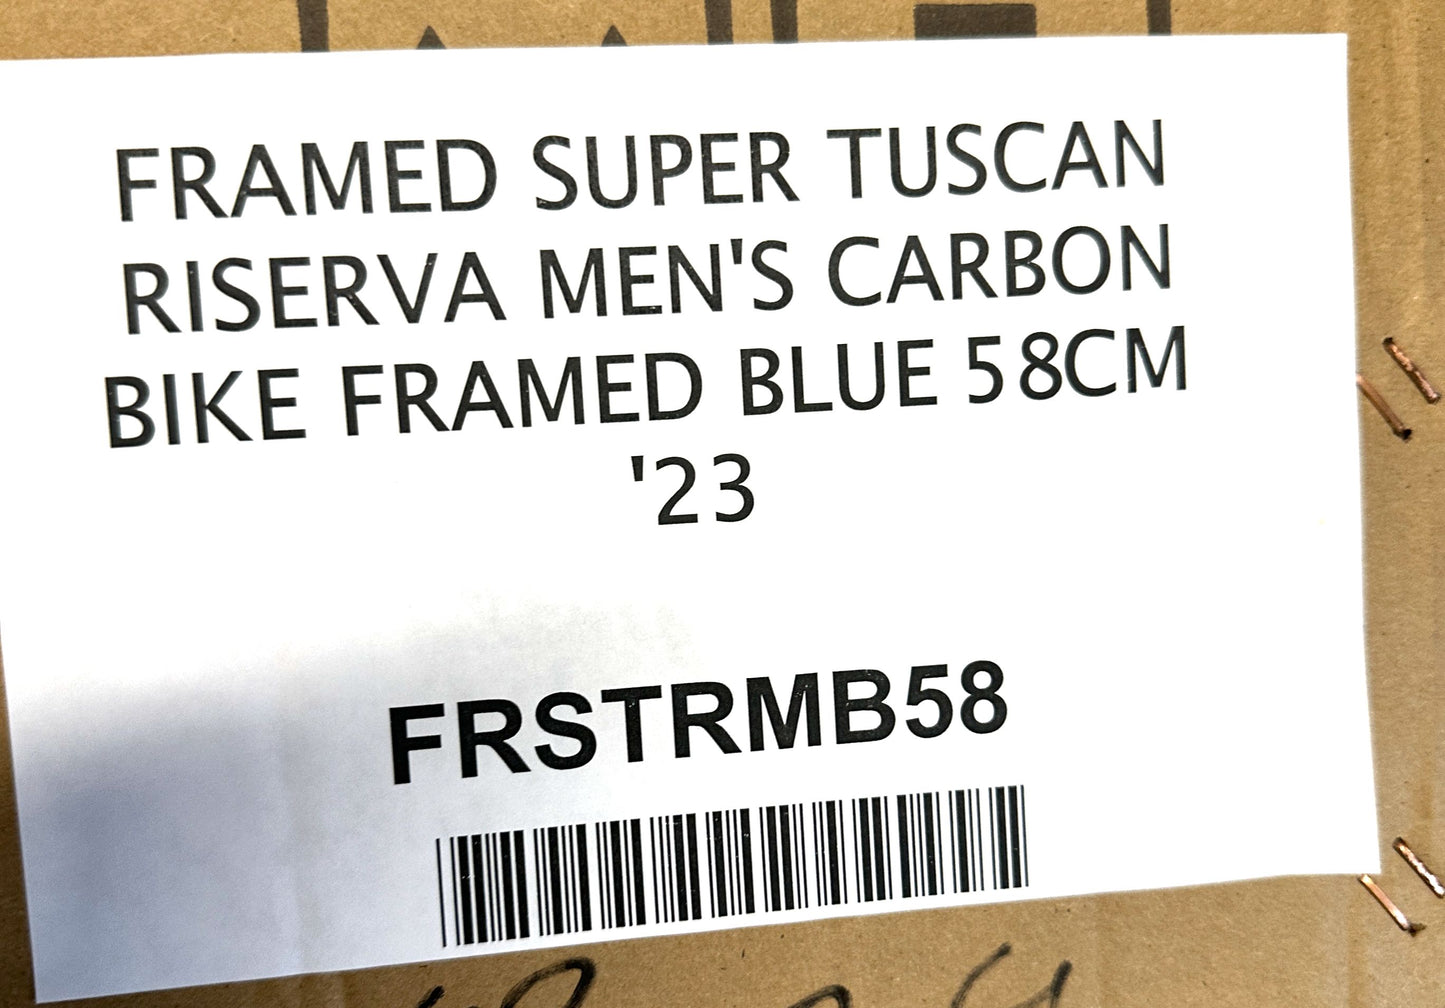 FRAMED SUPER TUSCAN
RISERVA MEN'S CARBON
BIKE FRAMED BLUE 58CM
'23
FRSTRMB58